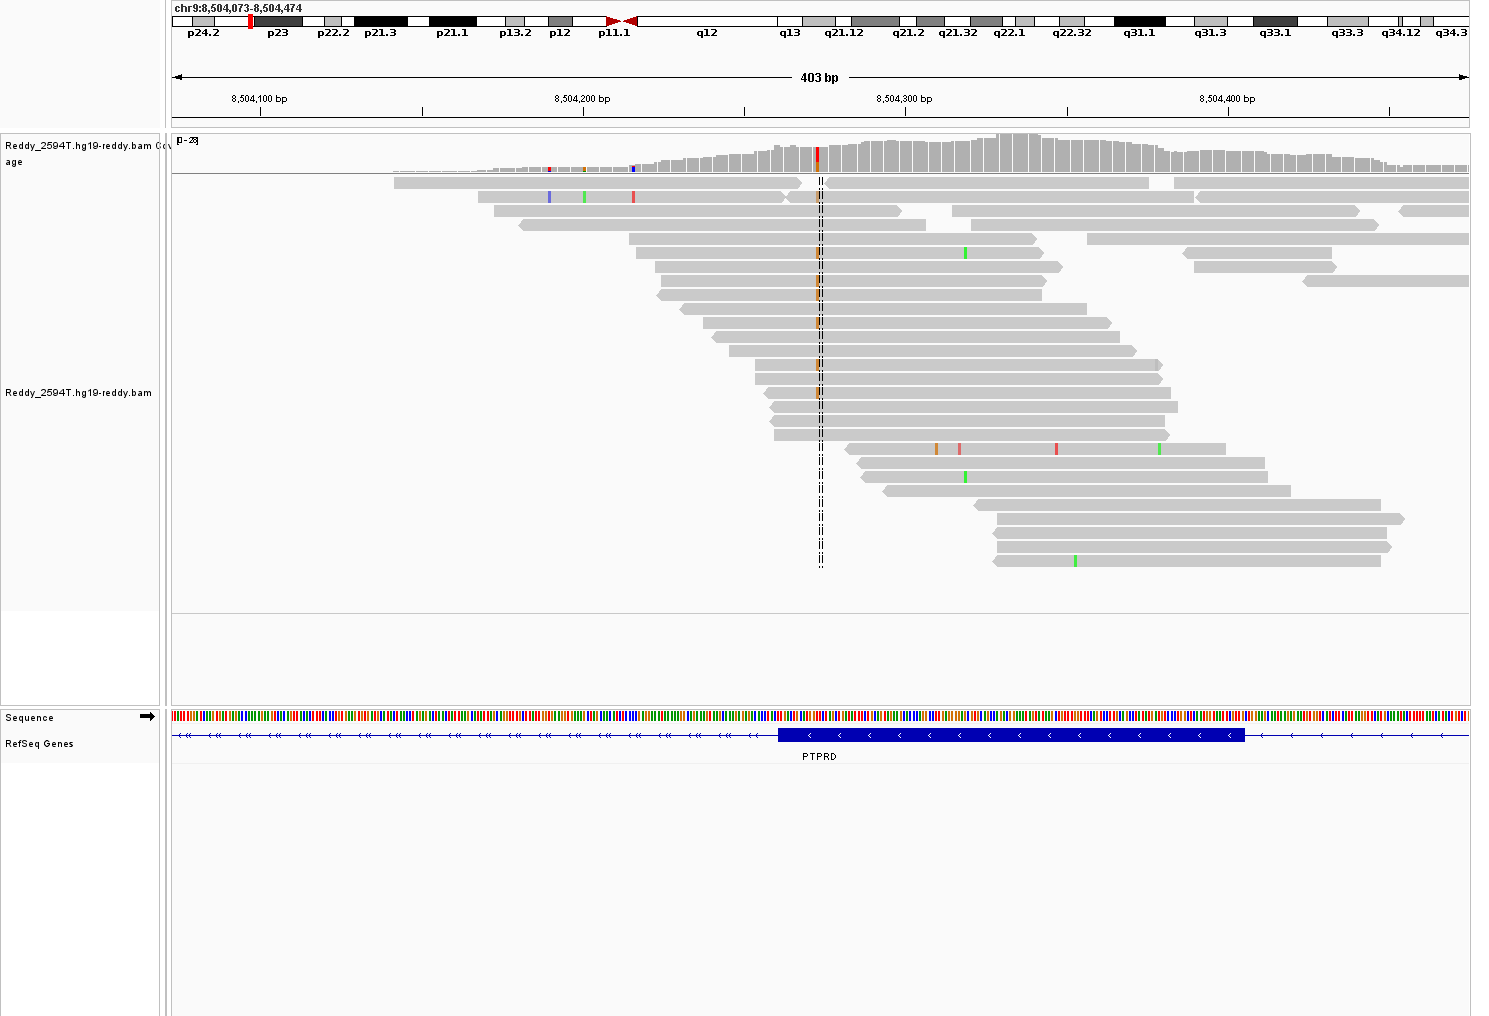 chr9:8,504,073-8,504,474
p24.2 p23 p22.2 p21.3 p21.1 p13.2 p12 p11.1 q12 q13 q21.12 q21.2 q21.32 q22.1 q22.32 q31.1 q31.3 q33.1 q33.3 q34.12 q34.3
403 bp
8,504,100 bp 8,504,200 bp 8,504,300 bp 8,504,400 bp
Reddy_2594T.hg19-reddy.bam Cov [0-28]
age
Reddy_2594T.hg19-reddy.bam
Sequence
RefSeq Genes
PTPRD